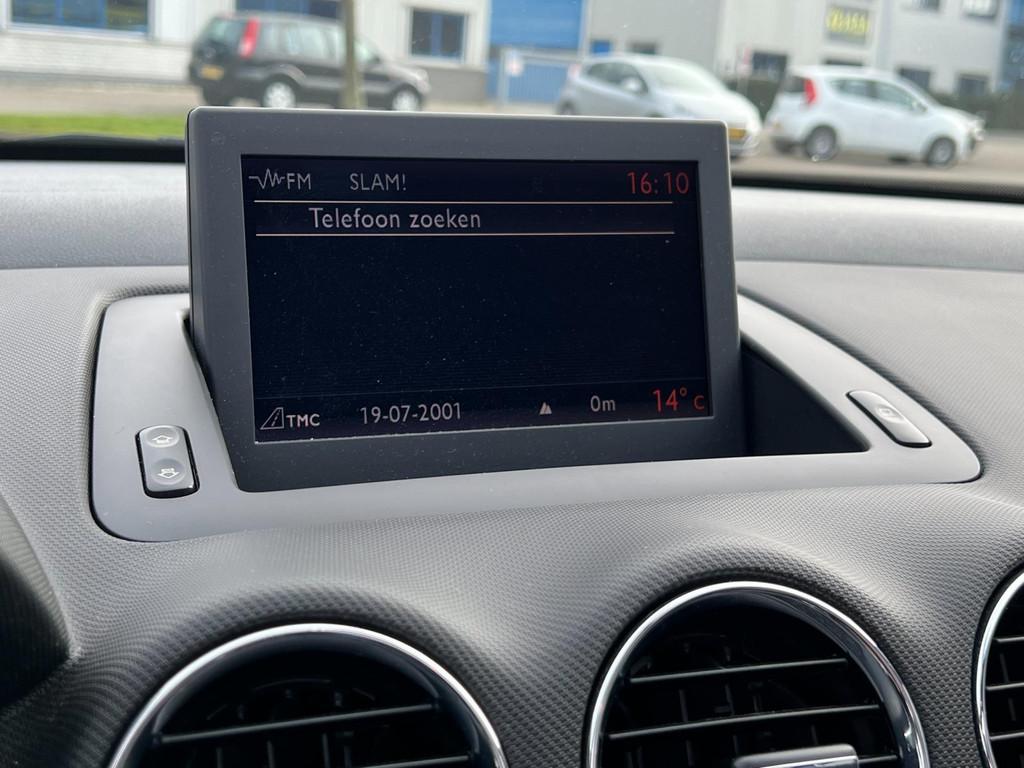 FM SLAM! 16:10
Telefoon zoeken
TMC 19-07-2001 0m 14° C